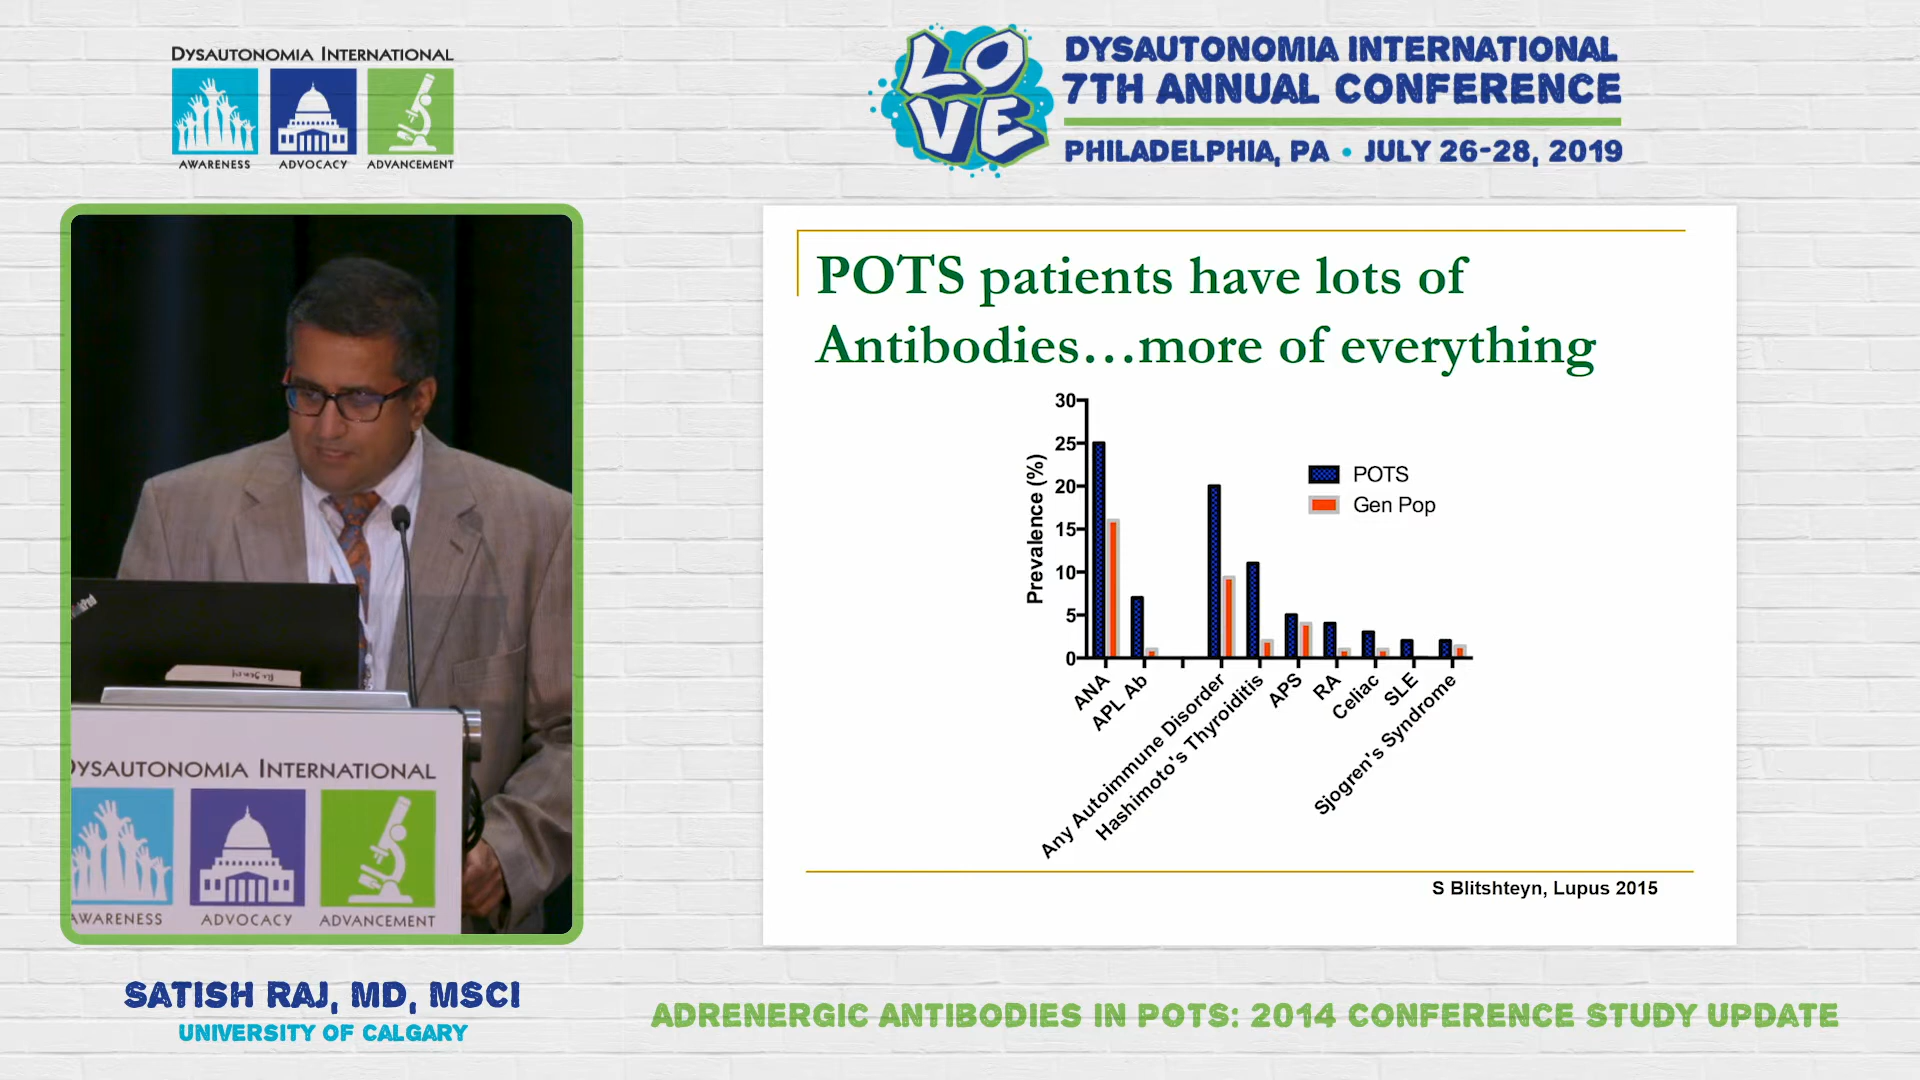 DYSAUTONOMIA INTERNATIONAL
AWARENESS ADVOCACY ADVANCEMENT
LOVE
DYSAUTONOMIA INTERNATIONAL
7TH ANNUAL CONFERENCE
PHILADELPHIA, PA • JULY 26-28, 2019
POTS patients have lots of
Antibodies...more of everything
Prevalence (%)
30
25
20
15
10
5
0
POTS
Gen Pop
ANA
APL Ab
Any Autoimmune Disorder
Hashimoto's Thyroiditis
APS
RA
Celiac
SLE
Sjogren's Syndrome
S Blitshteyn, Lupus 2015
YSAUTONOMIA INTERNATIONAL
AWARENESS ADVOCACY ADVANCEMENT
SATISH RAJ, MD, MSCI
UNIVERSITY OF CALGARY
ADRENERGIC ANTIBODIES IN POTS: 2014 CONFERENCE STUDY UPDATE